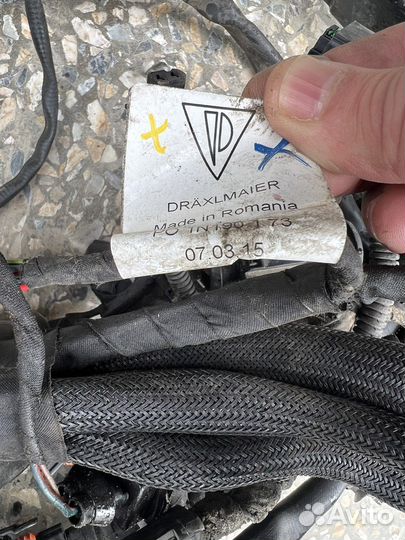 DRÄXLMAIER
Made in Romania
07.03.15
Avito